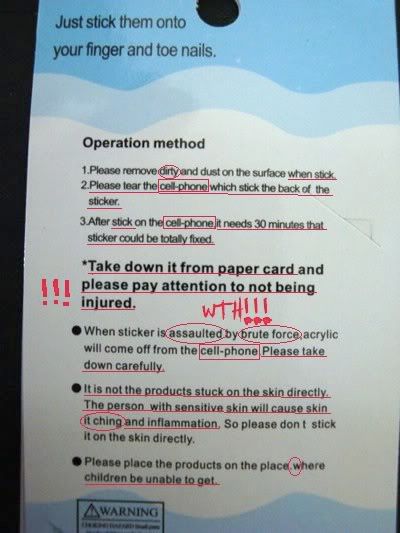 Just stick them onto
your finger and toe nails.
Operation method
1.Please remove dirty and dust on the surface when stick.
2.Please tear the cell-phone which stick the back of the
sticker.
3.After stick on the cell-phone,it needs 30 minutes that
sticker could be totally fixed.
*Take down it from paper card and
please pay attention to not being
injured.
!!!
WTH!!!
● When sticker is assaulted by brute force, acrylic
will come off from the cell-phone. Please take
down carefully.
● It is not the products stuck on the skin directly.
The person with sensitive skin will cause skin
it ching and inflammation. So please don t stick
it on the skin directly.
● Please place the products on the place, where
children be unable to get.
⚠WARNING
CHOKING HAZARD Small parts